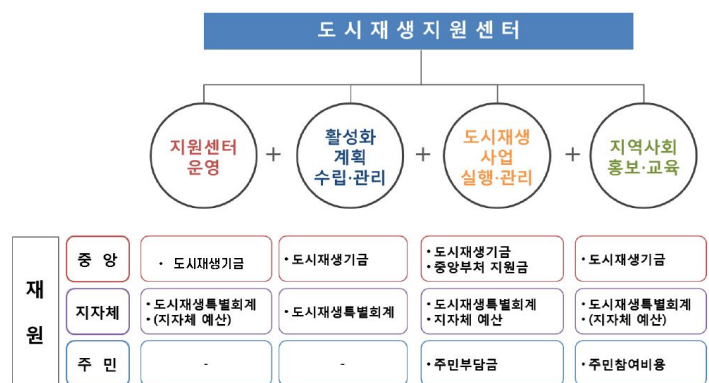 도시재생지원센터
지원센터
운영
+
활성화
계획
수립·관리
+
도시재생
사업
실행·관리
+
지역사회
홍보·교육
재
원
중 앙
• 도시재생기금
• 도시재생기금
• 도시재생기금
• 중앙부처 지원금
• 도시재생기금
지자체
• 도시재생특별회계
• (지자체 예산)
• 도시재생특별회계
• 도시재생특별회계
• 지자체 예산
• 도시재생특별회계
• (지자체 예산)
주 민
-
-
• 주민부담금
• 주민참여비용